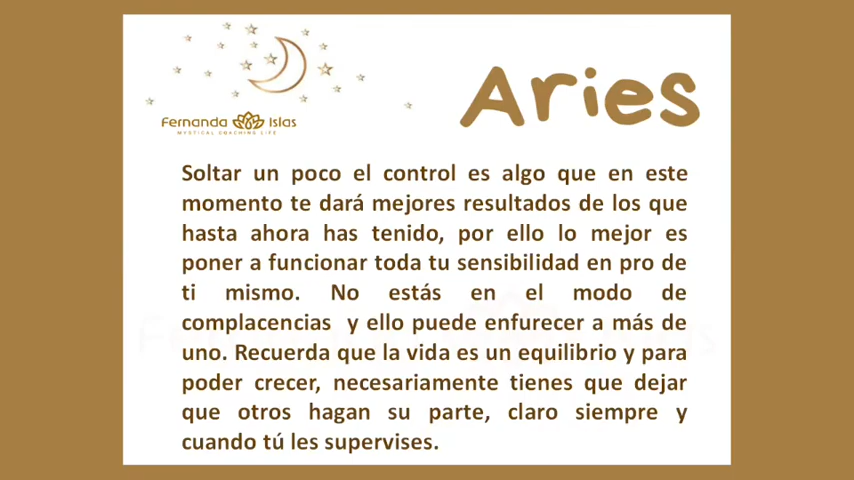 Aries
Fernanda Islas
MYSTICAL COACHING LIFE
Soltar un poco el control es algo que en este
momento te dará mejores resultados de los que
hasta ahora has tenido, por ello lo mejor es
poner a funcionar toda tu sensibilidad en pro de
ti mismo. No estás en el modo de
complacencias y ello puede enfurecer a más de
uno. Recuerda que la vida es un equilibrio y para
poder crecer, necesariamente tienes que dejar
que otros hagan su parte, claro siempre y
cuando tú les supervises.